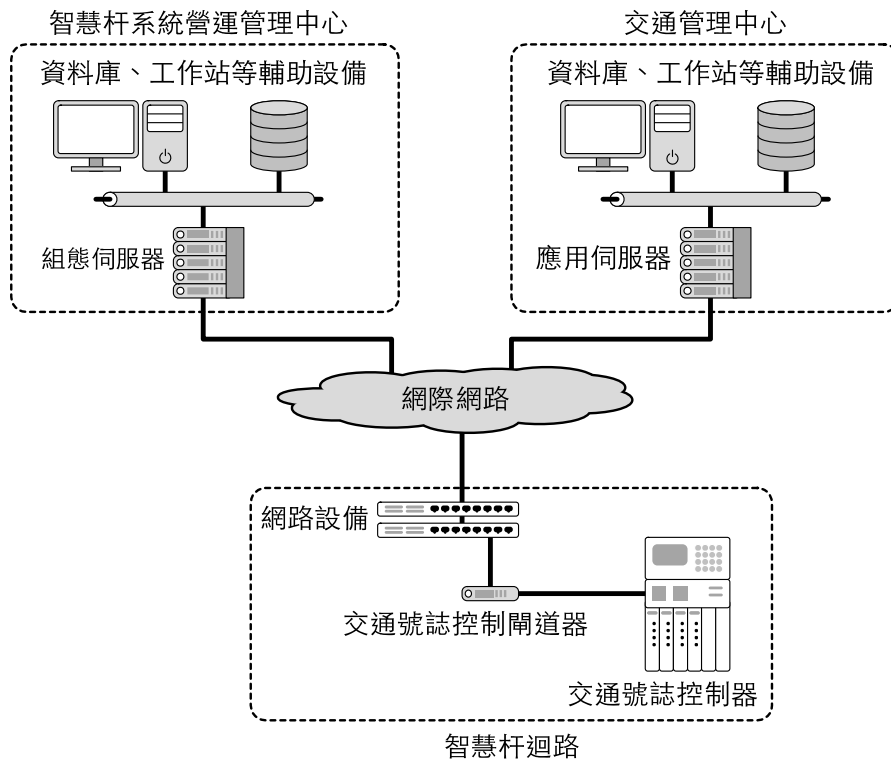 智慧杆系統營運管理中心
交通管理中心
資料庫、工作站等輔助設備
資料庫、工作站等輔助設備
組態伺服器
應用伺服器
網際網路
網路設備
交通號誌控制閘道器
交通號誌控制器
智慧杆迴路